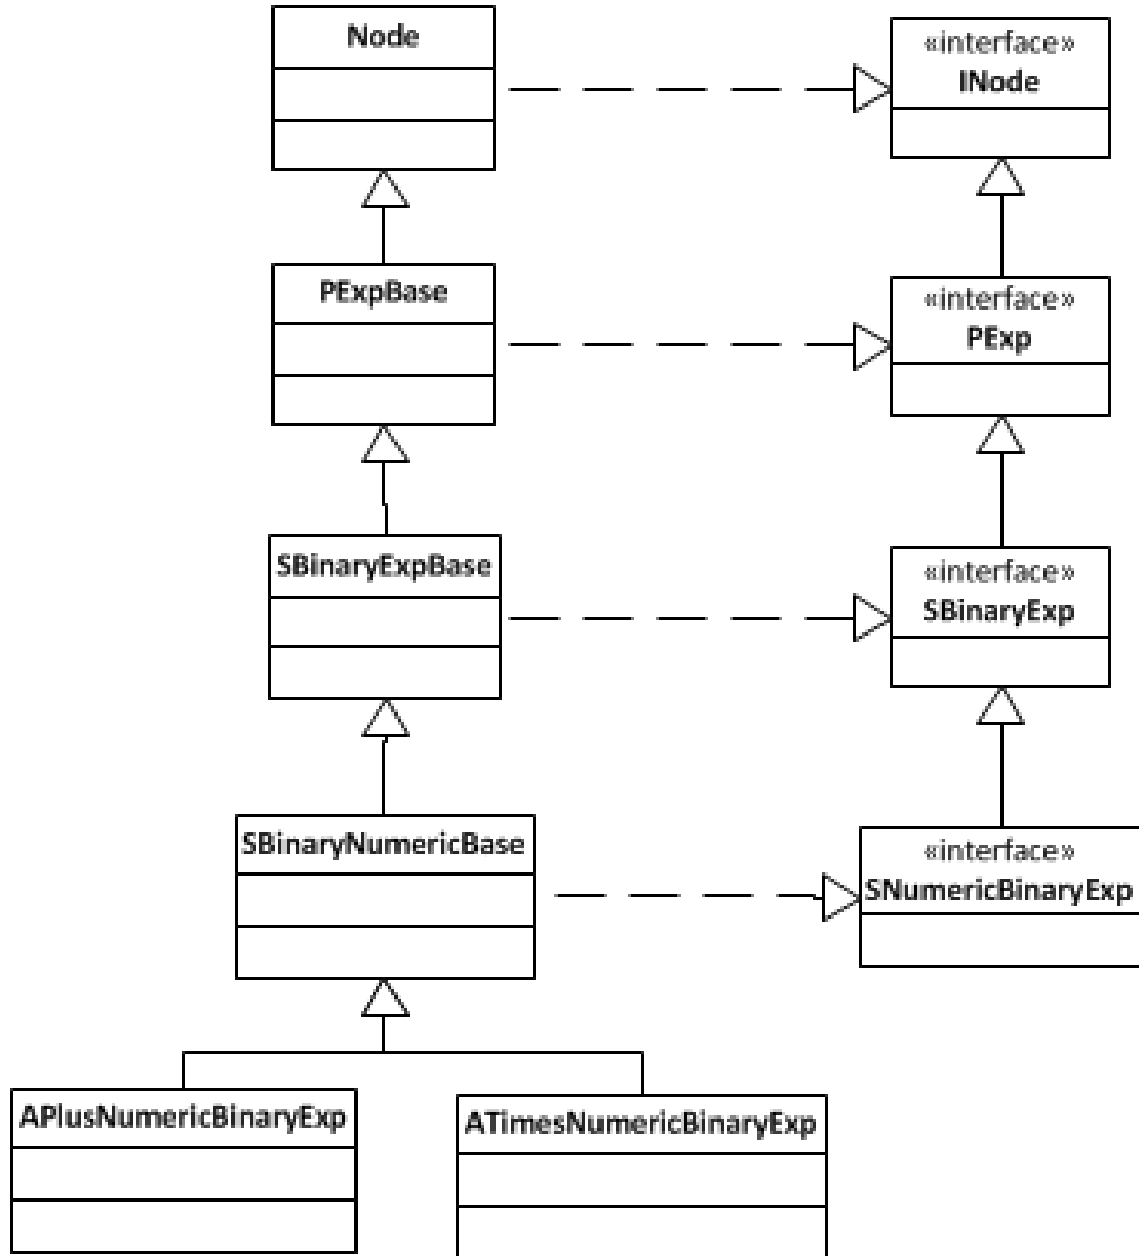 Node
«interface»
INode
PExpBase
«interface»
PExp
SBinaryExpBase
«interface»
SBinaryExp
SBinaryNumericBase
«interface»
SNumericBinaryExp
APlusNumericBinaryExp
ATimesNumericBinaryExp